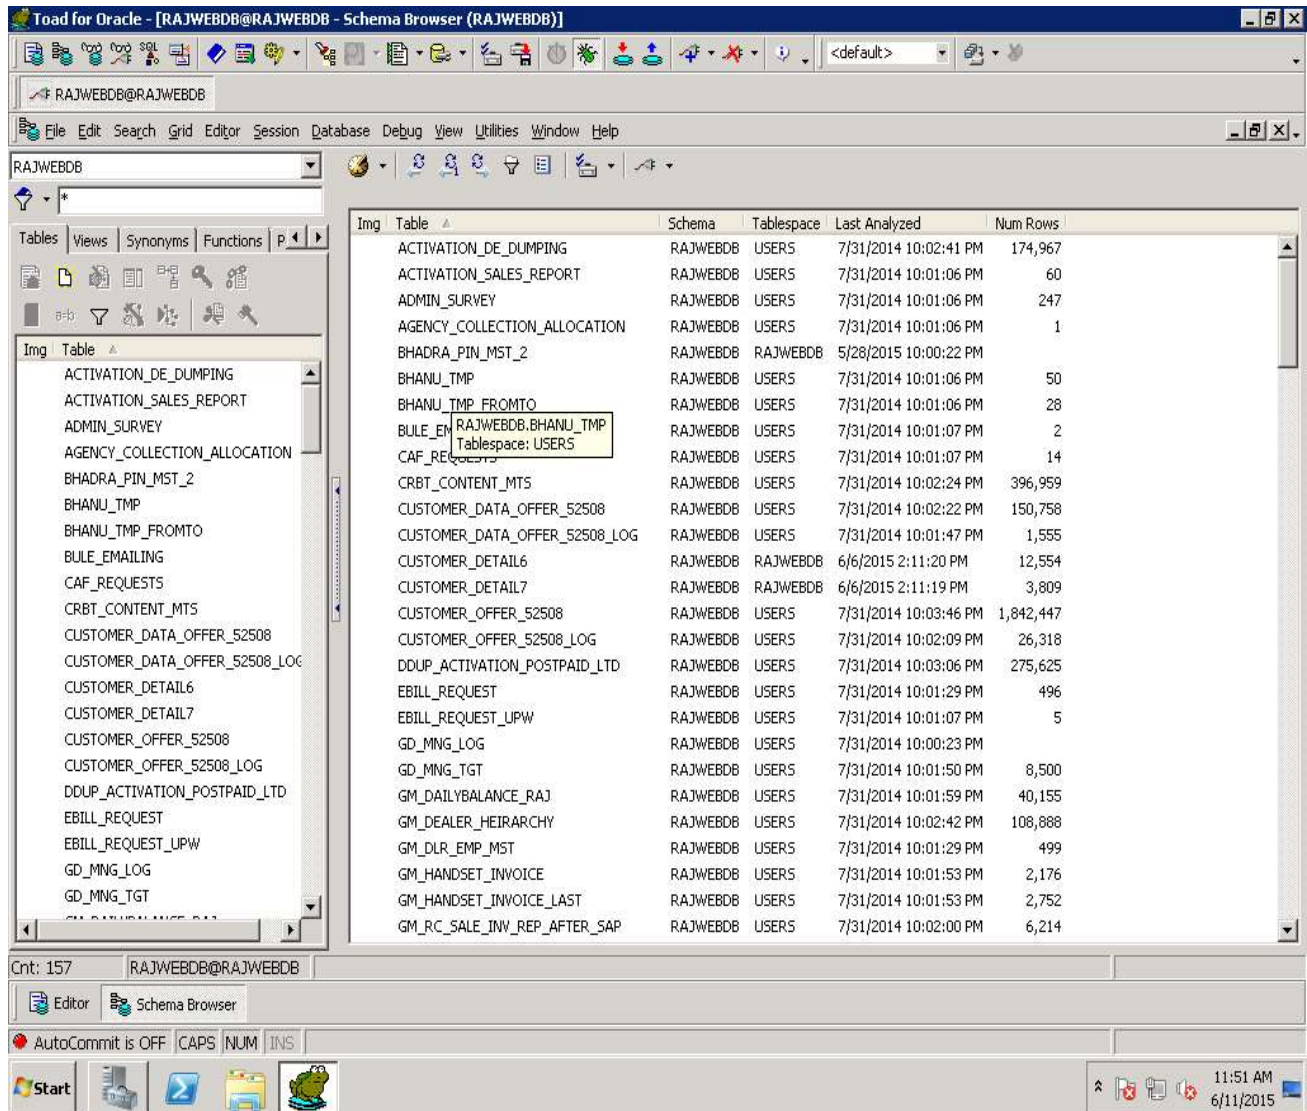 Toad for Oracle - [RAJWEBDB@RAJWEBDB - Schema Browser (RAJWEBDB)]
SQL <default>
RAJWEBDB@RAJWEBDB
File Edit Search Grid Editor Session Database Debug View Utilities Window Help
RAJWEBDB
*
Tables Views Synonyms Functions P
Img Table
ACTIVATION_DE_DUMPING
ACTIVATION_SALES_REPORT
ADMIN_SURVEY
AGENCY_COLLECTION_ALLOCATION
BHADRA_PIN_MST_2
BHANU_TMP
BHANU_TMP_FROMTO
BULE_EMAILING
CAF_REQUESTS
CRBT_CONTENT_MTS
CUSTOMER_DATA_OFFER_52508
CUSTOMER_DATA_OFFER_52508_LOG
CUSTOMER_DETAIL6
CUSTOMER_DETAIL7
CUSTOMER_OFFER_52508
CUSTOMER_OFFER_52508_LOG
DDUP_ACTIVATION_POSTPAID_LTD
EBILL_REQUEST
EBILL_REQUEST_UPW
GD_MNG_LOG
GD_MNG_TGT
Img Table Schema Tablespace Last Analyzed Num Rows
ACTIVATION_DE_DUMPING RAJWEBDB USERS 7/31/2014 10:02:41 PM 174,967
ACTIVATION_SALES_REPORT RAJWEBDB USERS 7/31/2014 10:01:06 PM 60
ADMIN_SURVEY RAJWEBDB USERS 7/31/2014 10:01:06 PM 247
AGENCY_COLLECTION_ALLOCATION RAJWEBDB USERS 7/31/2014 10:01:06 PM 1
BHADRA_PIN_MST_2 RAJWEBDB RAJWEBDB 5/28/2015 10:00:22 PM
BHANU_TMP RAJWEBDB USERS 7/31/2014 10:01:06 PM 50
BHANU_TMP_FROMTO RAJWEBDB USERS 7/31/2014 10:01:06 PM 28
BULE_EM RAJWEBDB USERS 7/31/2014 10:01:07 PM 2
RAJWEBDB.BHANU_TMP
Tablespace: USERS
CAF_REQUESTS RAJWEBDB USERS 7/31/2014 10:01:07 PM 14
CRBT_CONTENT_MTS RAJWEBDB USERS 7/31/2014 10:02:24 PM 396,959
CUSTOMER_DATA_OFFER_52508 RAJWEBDB USERS 7/31/2014 10:02:22 PM 150,758
CUSTOMER_DATA_OFFER_52508_LOG RAJWEBDB USERS 7/31/2014 10:01:47 PM 1,555
CUSTOMER_DETAIL6 RAJWEBDB RAJWEBDB 6/6/2015 2:11:20 PM 12,554
CUSTOMER_DETAIL7 RAJWEBDB RAJWEBDB 6/6/2015 2:11:19 PM 3,809
CUSTOMER_OFFER_52508 RAJWEBDB USERS 7/31/2014 10:03:46 PM 1,842,447
CUSTOMER_OFFER_52508_LOG RAJWEBDB USERS 7/31/2014 10:02:09 PM 26,318
DDUP_ACTIVATION_POSTPAID_LTD RAJWEBDB USERS 7/31/2014 10:03:06 PM 275,625
EBILL_REQUEST RAJWEBDB USERS 7/31/2014 10:01:29 PM 496
EBILL_REQUEST_UPW RAJWEBDB USERS 7/31/2014 10:01:07 PM 5
GD_MNG_LOG RAJWEBDB USERS 7/31/2014 10:00:23 PM
GD_MNG_TGT RAJWEBDB USERS 7/31/2014 10:01:50 PM 8,500
GM_DAILYBALANCE_RAJ RAJWEBDB USERS 7/31/2014 10:01:59 PM 40,155
GM_DEALER_HEIRARCHY RAJWEBDB USERS 7/31/2014 10:02:42 PM 108,888
GM_DLR_EMP_MST RAJWEBDB USERS 7/31/2014 10:01:29 PM 499
GM_HANDSET_INVOICE RAJWEBDB USERS 7/31/2014 10:01:53 PM 2,176
GM_HANDSET_INVOICE_LAST RAJWEBDB USERS 7/31/2014 10:01:53 PM 2,752
GM_RC_SALE_INV_REP_AFTER_SAP RAJWEBDB USERS 7/31/2014 10:02:00 PM 6,214
Cnt: 157 RAJWEBDB@RAJWEBDB
Editor Schema Browser
AutoCommit is OFF CAPS NUM INS
Start
11:51 AM
6/11/2015